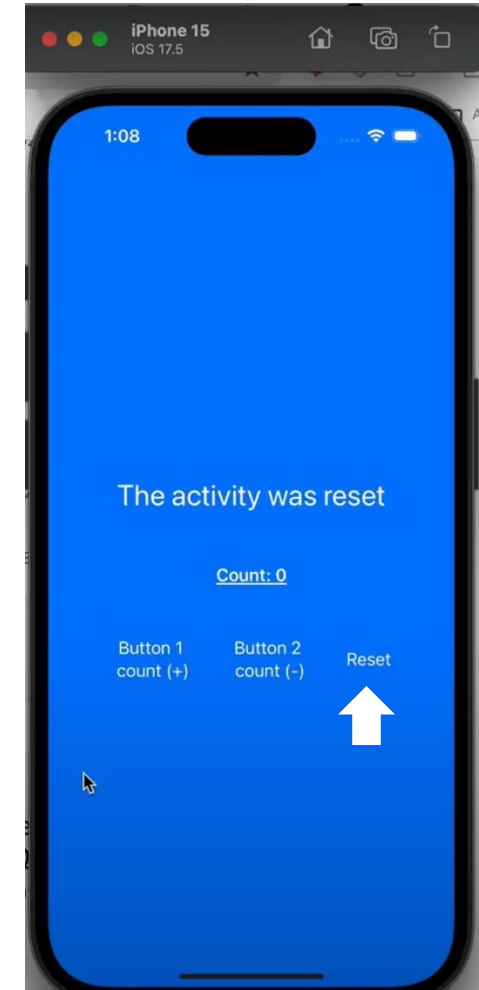 iPhone 15
iOS 17.5
1:08
The activity was reset
Count: 0
Button 1
count (+)
Button 2
count (-)
Reset